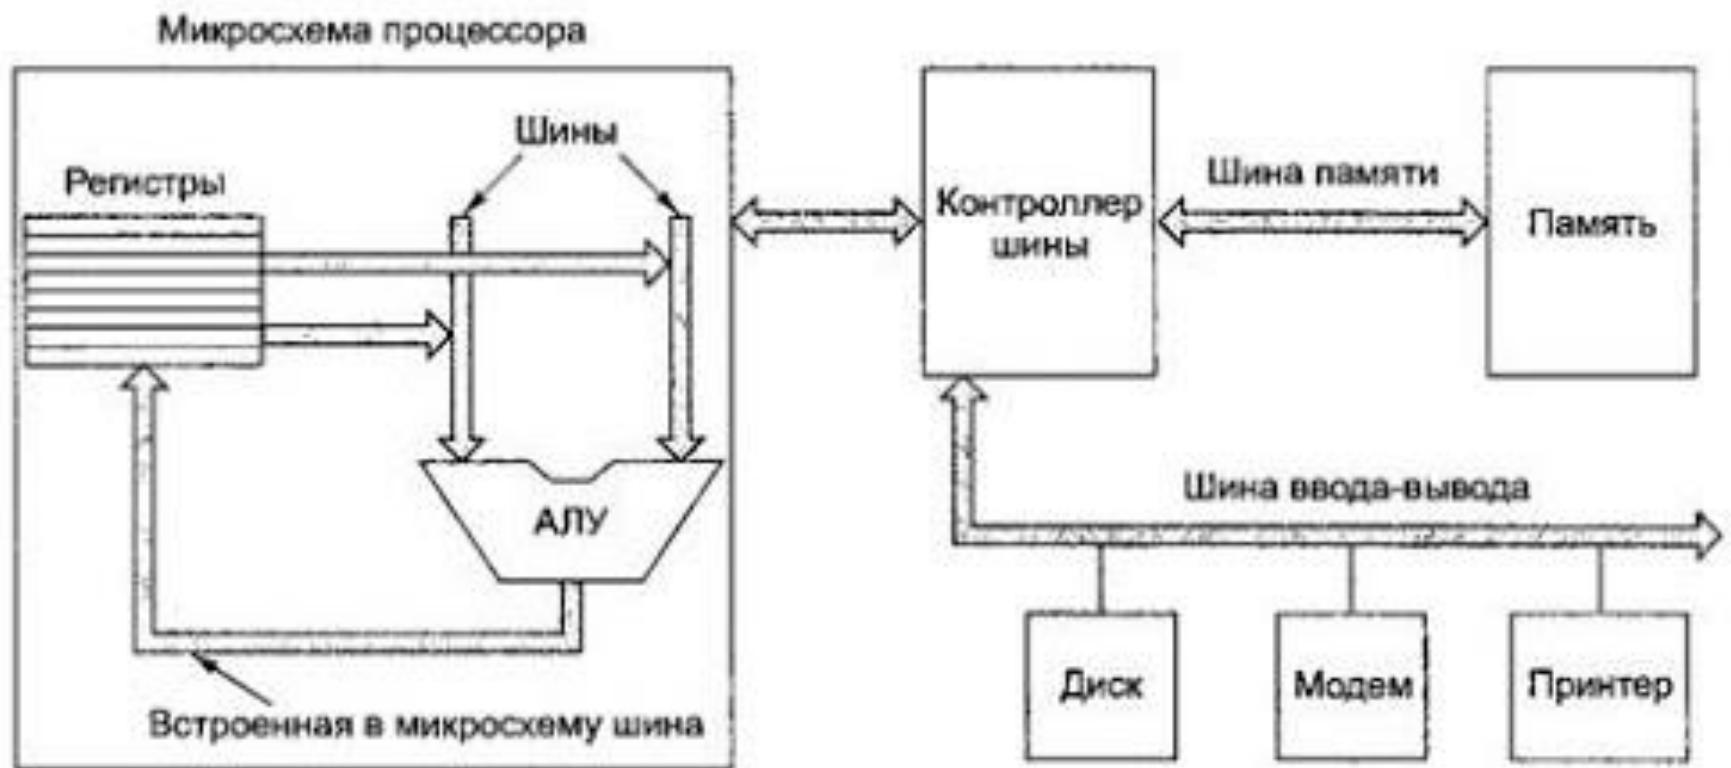 Микросхема процессора
Шины
Регистры
Шина памяти
Контроллер
шины
Память
Шина ввода-вывода
АЛУ
Диск
Модем
Принтер
Встроенная в микросхему шина